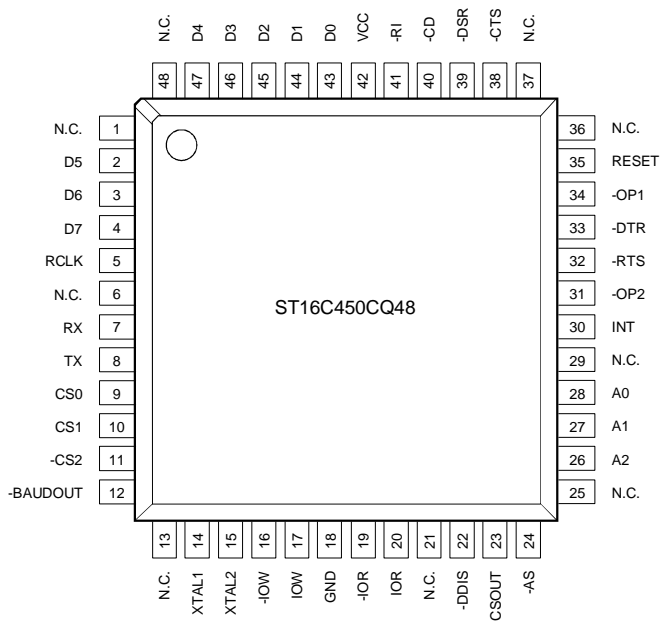 N.C. D4 D3 D2 D1 D0 VCC -RI -CD -DSR -CTS N.C.
48 47 46 45 44 43 42 41 40 39 38 37
N.C. 1 36 N.C.
D5 2 35 RESET
D6 3 34 -OP1
D7 4 33 -DTR
RCLK 5 32 -RTS
N.C. 6 31 -OP2
ST16C450CQ48
RX 7 30 INT
TX 8 29 N.C.
CS0 9 28 A0
CS1 10 27 A1
-CS2 11 26 A2
-BAUDOUT 12 25 N.C.
13 14 15 16 17 18 19 20 21 22 23 24
N.C. XTAL1 XTAL2 -IOW IOW GND -IOR IOR N.C. -DDIS CSOUT -AS